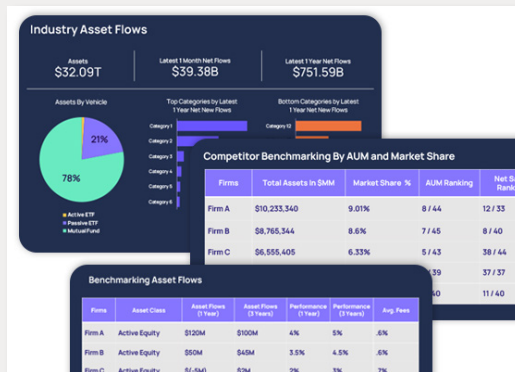 Industry Asset Flows
Assets
$32.09T
Latest 1 Month Net Flows
$39.38B
Latest 1 Year Net Flows
$751.59B
Assets By Vehicle
21%
78%
Active ETF
Passive ETF
Mutual Fund
Top Categories by Latest
1 Year Net New Flows
Category 1
Category 2
Category 3
Category 4
Category 5
Category 6
Bottom Categories by Latest
1 Year Net New Flows
Category 12
Competitor Benchmarking By AUM and Market Share
Firms Total Assets in $MM Market Share % AUM Ranking Net
Firm A $10,233,340 9.01% 8 / 44 12 / 33
Firm B $8,765,344 8.6% 7 / 45 8 / 40
Firm C $6,555,405 6.33% 5 / 43 38 / 44
/39 37 / 37
/40 11 / 40
Benchmarking Asset Flows
Firms Asset Class Asset Flows (1 Year) Asset Flows (3 Years) Performance (1 Year) Performance (3 Years) Avg. Fees
Firm A Active Equity $120M $100M 4% 5% .6%
Firm B Active Equity $50M $45M 3.5% 4.5% .6%
Firm C Active Equity $(-5M) $2M 2% 3% .7%